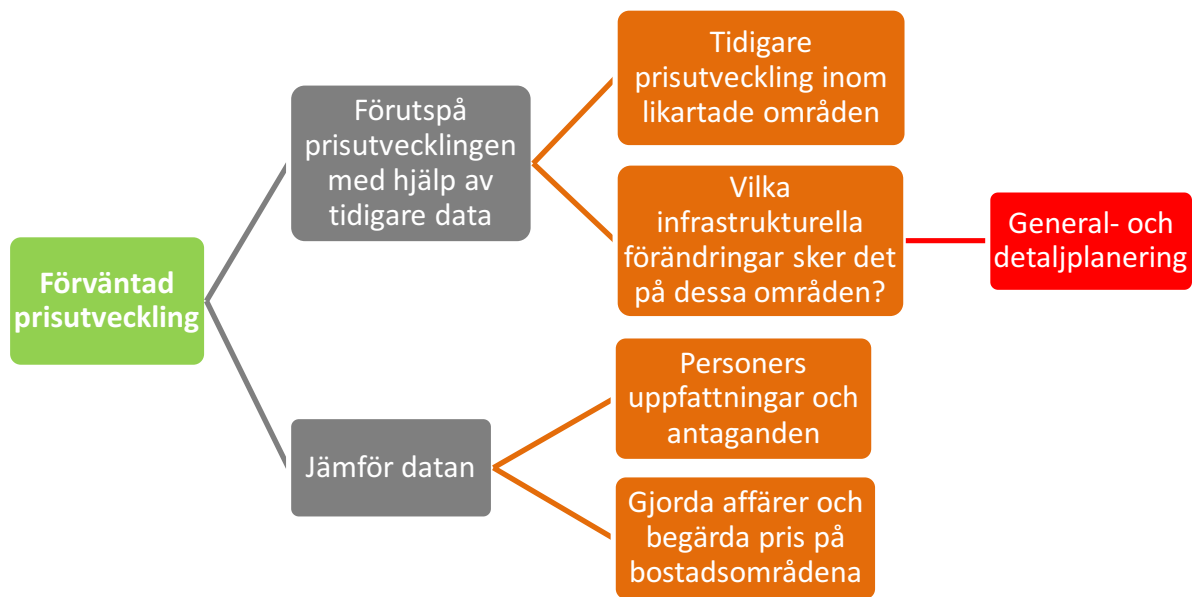 Förväntad
prisutveckling
Förutspå
prisutvecklingen
med hjälp av
tidigare data
Tidigare
prisutveckling inom
likartade områden
Vilka
infrastrukturella
förändringar sker det
på dessa områden?
General- och
detaljplanering
Jämför datan
Personers
uppfattningar och
antaganden
Gjorda affärer och
begärda pris på
bostadsområdena